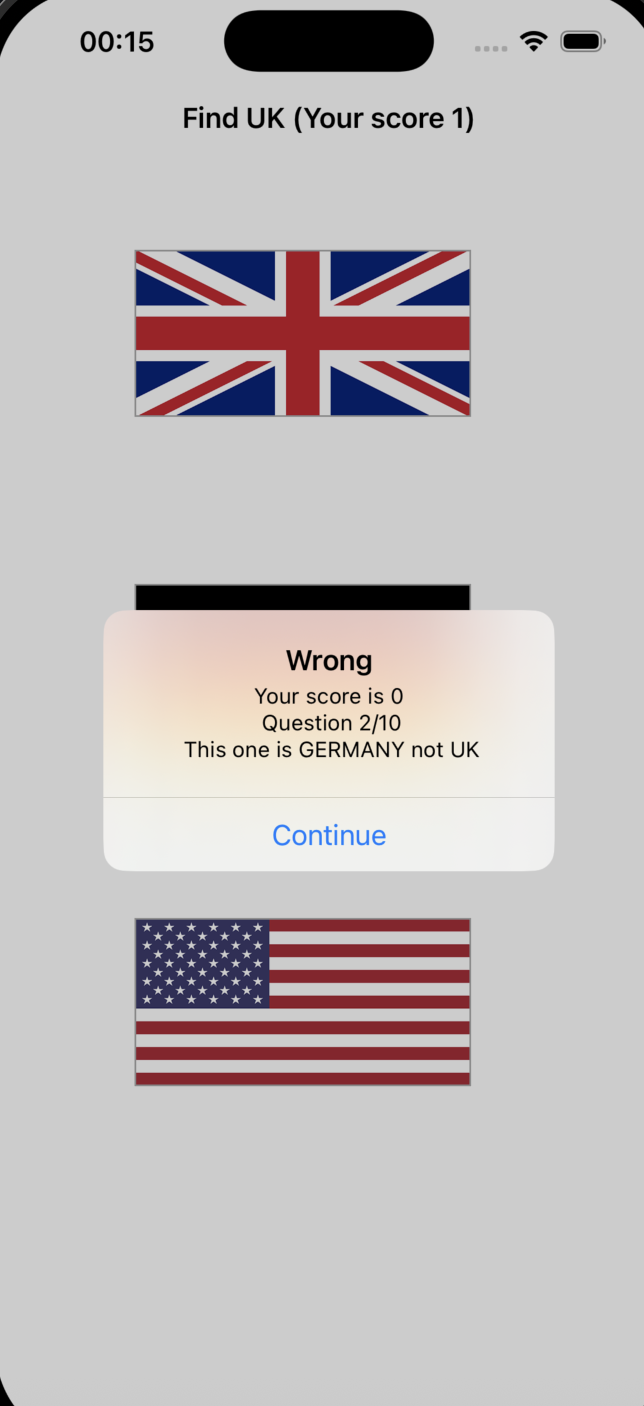 00:15
Find UK (Your score 1)
Wrong
Your score is 0
Question 2/10
This one is GERMANY not UK
Continue